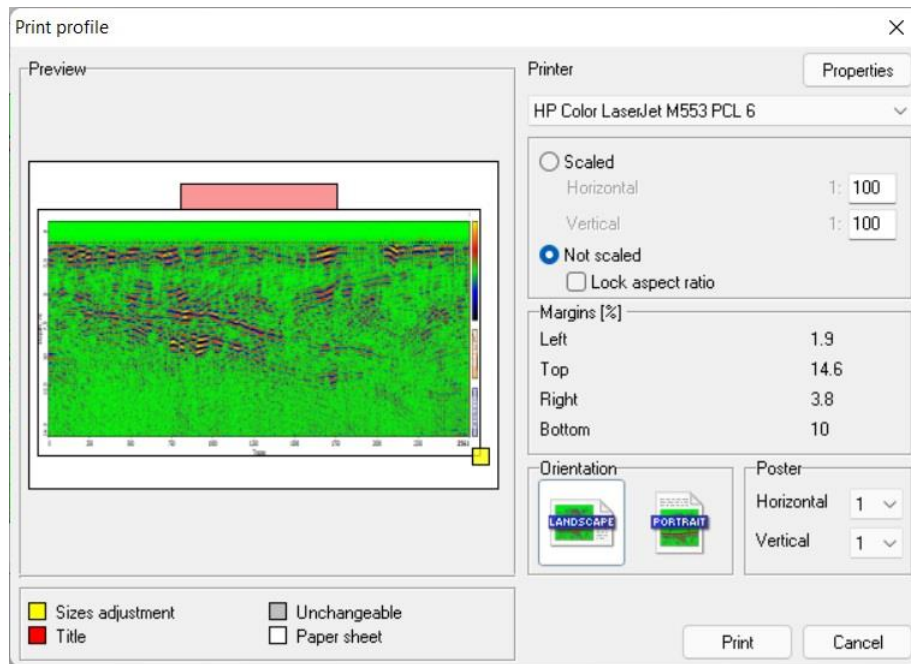 Print profile
Preview
Printer
Properties
HP Color LaserJet M553 PCL 6
Scaled
Horizontal 1: 100
Vertical 1: 100
Not scaled
Lock aspect ratio
Margins [%]
Left 1.9
Top 14.6
Right 3.8
Bottom 10
Orientation
LANDSCAPE
PORTRAIT
Poster
Horizontal 1
Vertical 1
Sizes adjustment
Unchangeable
Title
Paper sheet
Print
Cancel